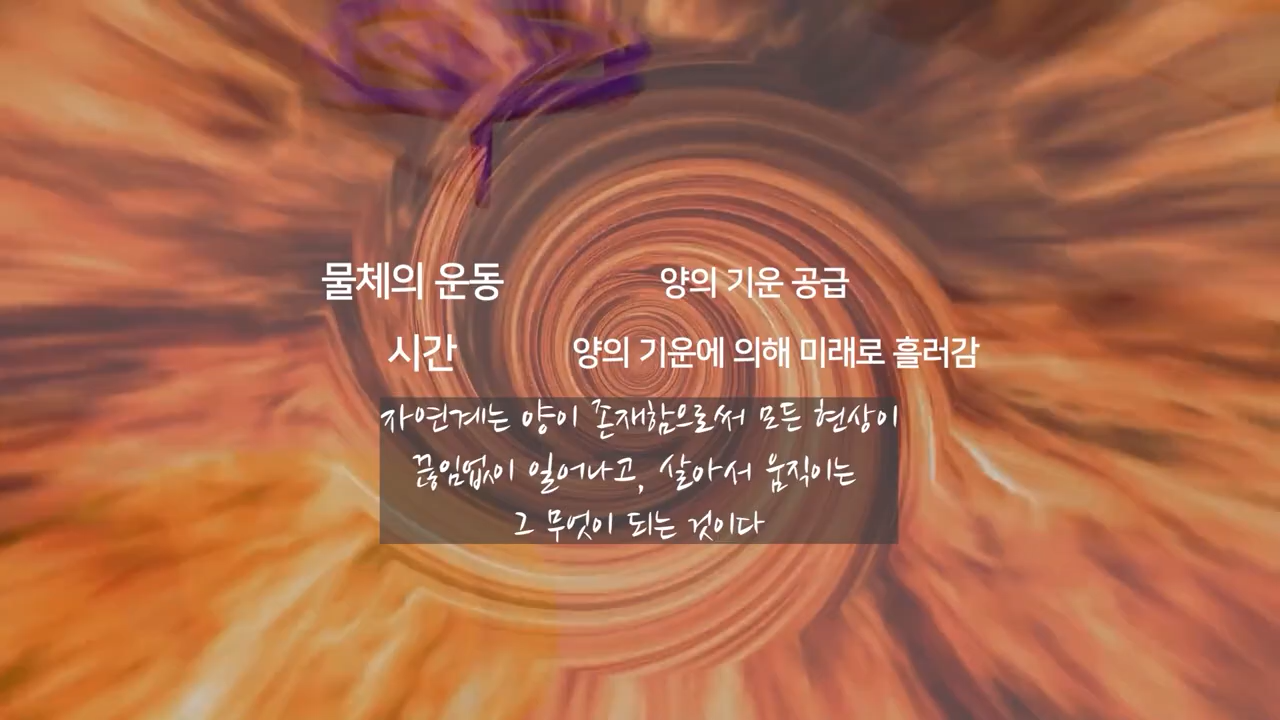 물체의 운동 양의 기운 공급
시간 양의 기운에 의해 미래로 흘러감
자연계는 양이 존재함으로써 모든 현상이
끊임없이 일어나고, 살아서 움직이는
그 무엇이 되는 것이다